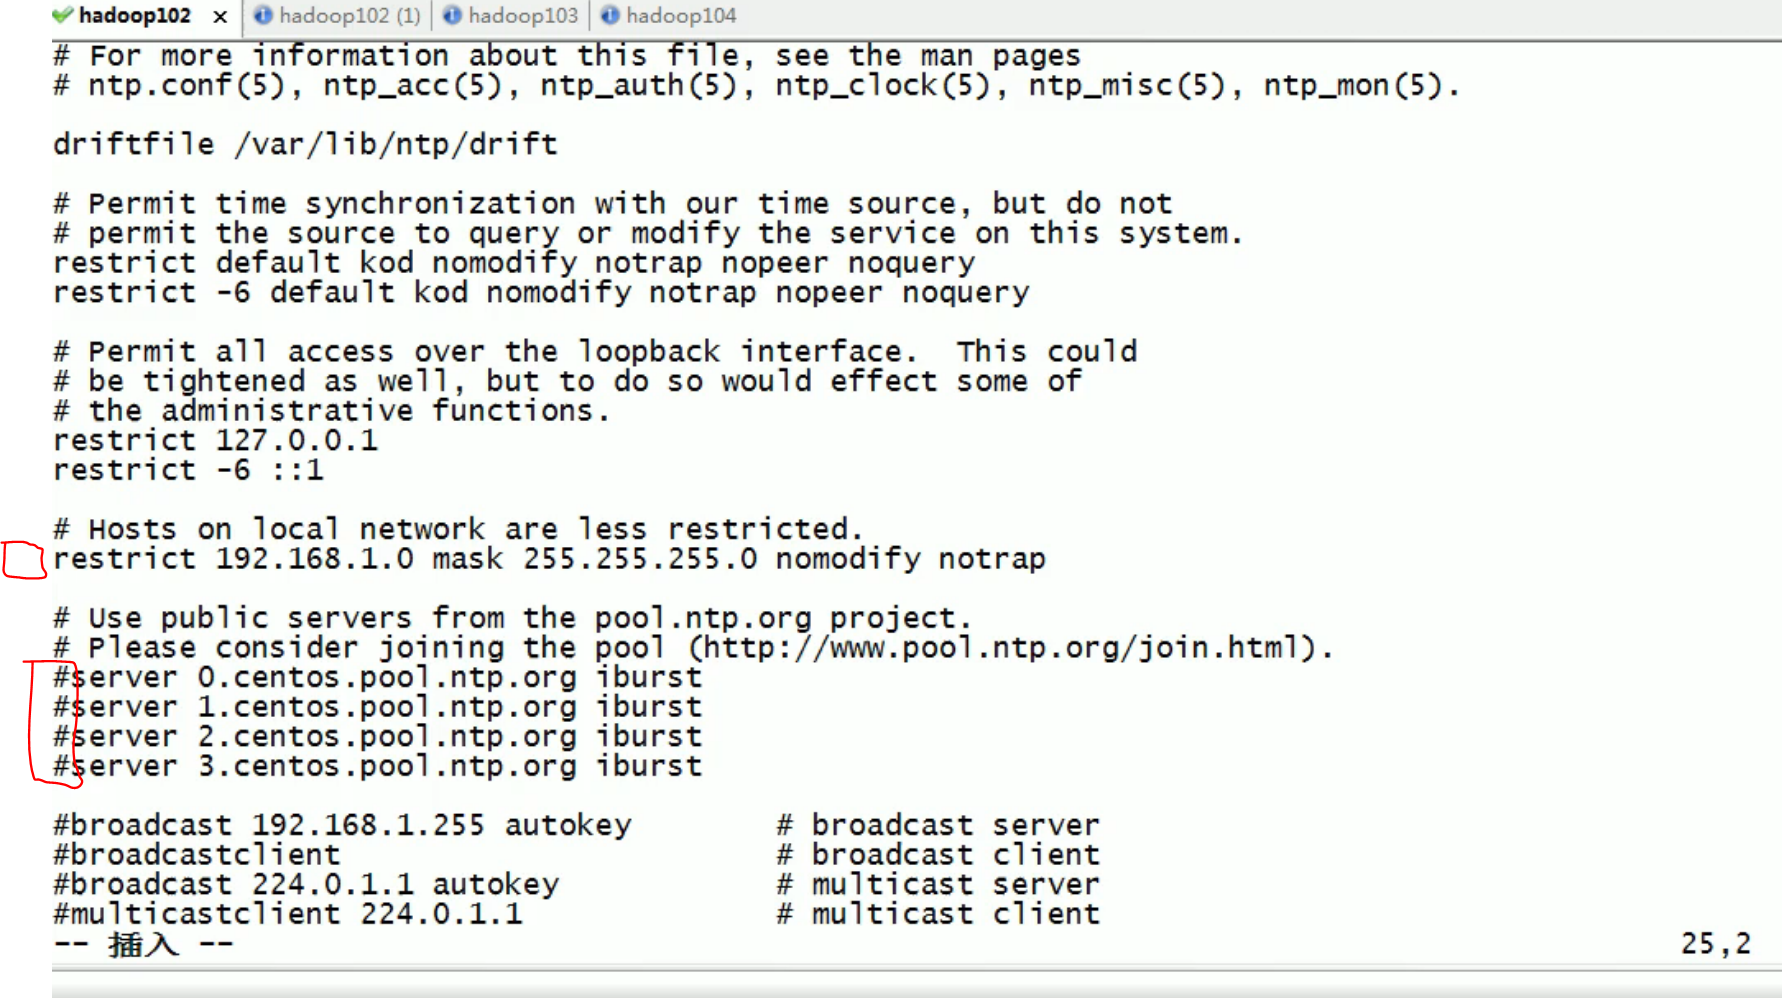 hadoop102 x hadoop102 (1) hadoop103 hadoop104
# For more information about this file, see the man pages
# ntp.conf(5), ntp_acc(5), ntp_auth(5), ntp_clock(5), ntp_misc(5), ntp_mon(5).
driftfile /var/lib/ntp/drift
# Permit time synchronization with our time source, but do not
# permit the source to query or modify the service on this system.
restrict default kod nomodify notrap nopeer noquery
restrict -6 default kod nomodify notrap nopeer noquery
# Permit all access over the loopback interface.  This could
# be tightened as well, but to do so would effect some of
# the administrative functions.
restrict 127.0.0.1
restrict -6 ::1
# Hosts on local network are less restricted.
restrict 192.168.1.0 mask 255.255.255.0 nomodify notrap
# Use public servers from the pool.ntp.org project.
# Please consider joining the pool (http://www.pool.ntp.org/join.html).
#server 0.centos.pool.ntp.org iburst
#server 1.centos.pool.ntp.org iburst
#server 2.centos.pool.ntp.org iburst
#server 3.centos.pool.ntp.org iburst
#broadcast 192.168.1.255 autokey # broadcast server
#broadcastclient # broadcast client
#broadcast 224.0.1.1 autokey # multicast server
#multicastclient 224.0.1.1 # multicast client
-- 插入 -- 25,2